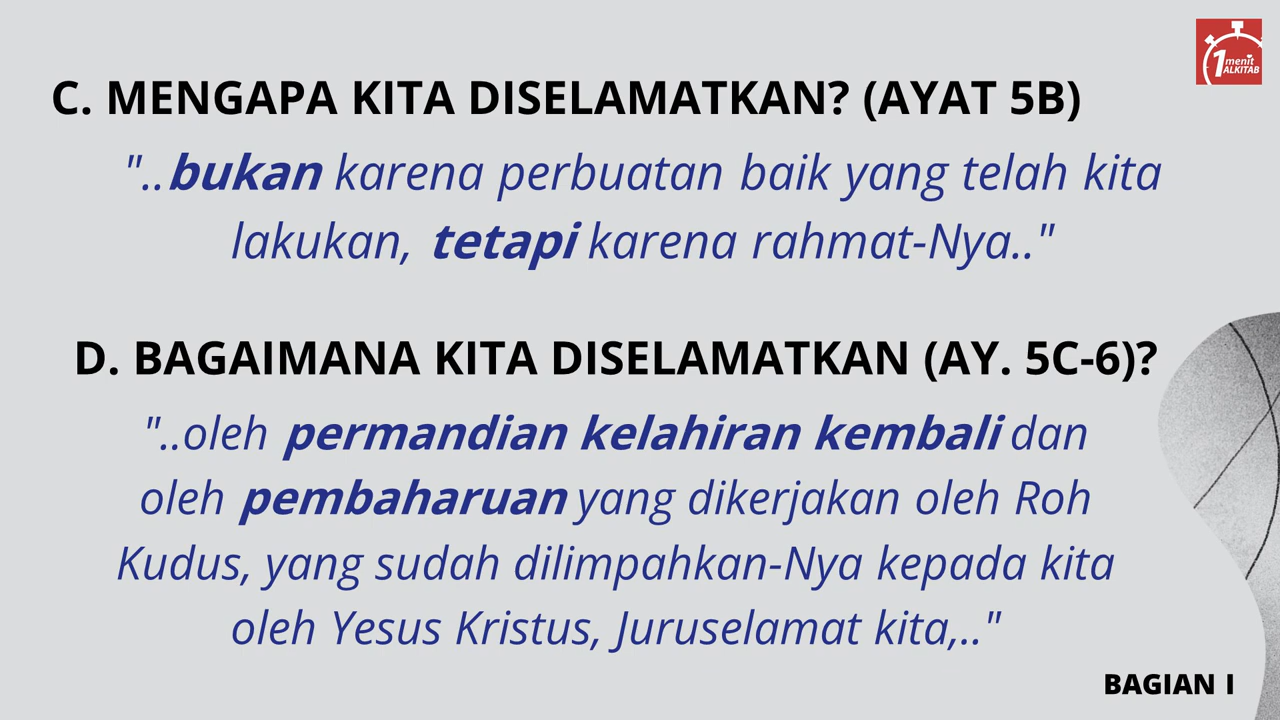 1 menit
ALKITAB
C. MENGAPA KITA DISELAMATKAN? (AYAT 5B)
"..bukan karena perbuatan baik yang telah kita
lakukan, tetapi karena rahmat-Nya.."
D. BAGAIMANA KITA DISELAMATKAN (AY. 5C-6)?
"..oleh permandian kelahiran kembali dan
oleh pembaharuan yang dikerjakan oleh Roh
Kudus, yang sudah dilimpahkan-Nya kepada kita
oleh Yesus Kristus, Juruselamat kita,.."
BAGIAN I